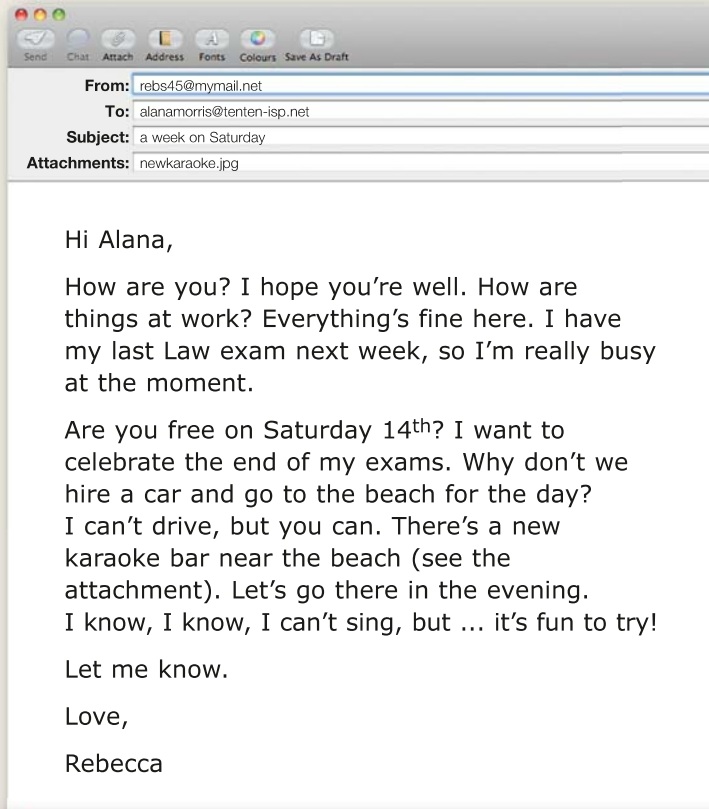 Send Chat Attach Address Fonts Colours Save As Draft
From: rebs45@mymail.net
To: alanamorris@tenten-isp.net
Subject: a week on Saturday
Attachments: newkaraoke.jpg
Hi Alana,
How are you? I hope you’re well. How are
things at work? Everything’s fine here. I have
my last Law exam next week, so I’m really busy
at the moment.
Are you free on Saturday 14th? I want to
celebrate the end of my exams. Why don’t we
hire a car and go to the beach for the day?
I can’t drive, but you can. There’s a new
karaoke bar near the beach (see the
attachment). Let’s go there in the evening.
I know, I know, I can’t sing, but ... it’s fun to try!
Let me know.
Love,
Rebecca